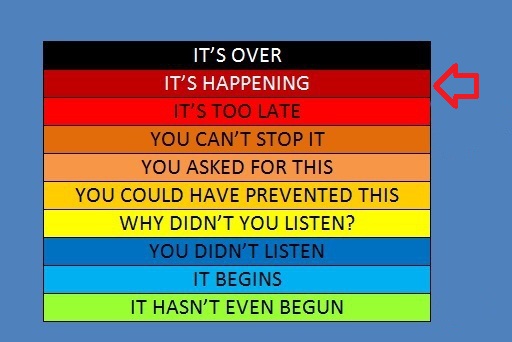 IT'S OVER
IT'S HAPPENING
IT'S TOO LATE
YOU CAN'T STOP IT
YOU ASKED FOR THIS
YOU COULD HAVE PREVENTED THIS
WHY DIDN'T YOU LISTEN?
YOU DIDN'T LISTEN
IT BEGINS
IT HASN'T EVEN BEGUN